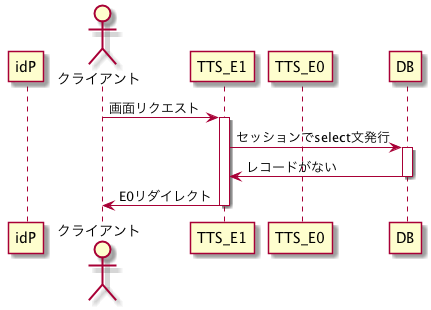 idP
クライアント
TTS_E1
TTS_E0
DB
画面リクエスト
セッションでselect文発行
レコードがない
E0リダイレクト
idP
クライアント
TTS_E1
TTS_E0
DB